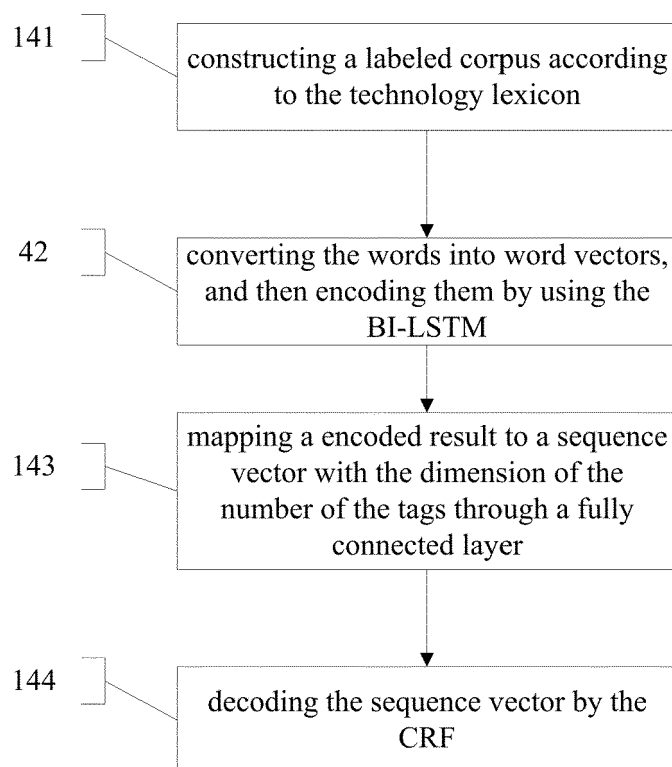 141
constructing a labeled corpus according
to the technology lexicon
42
converting the words into word vectors,
and then encoding them by using the
BI-LSTM
143
mapping a encoded result to a sequence
vector with the dimension of the
number of the tags through a fully
connected layer
144
decoding the sequence vector by the
CRF